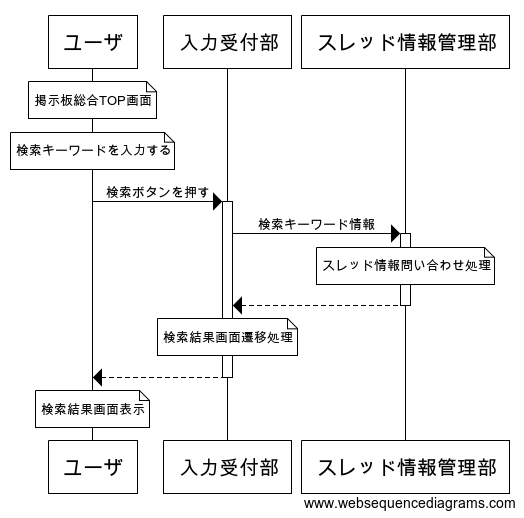 ユーザ
入力受付部
スレッド情報管理部
掲示板総合TOP画面
検索キーワードを入力する
検索ボタンを押す
検索キーワード情報
スレッド情報問い合わせ処理
検索結果画面遷移処理
検索結果画面表示
ユーザ
入力受付部
スレッド情報管理部
www.websequencediagrams.com